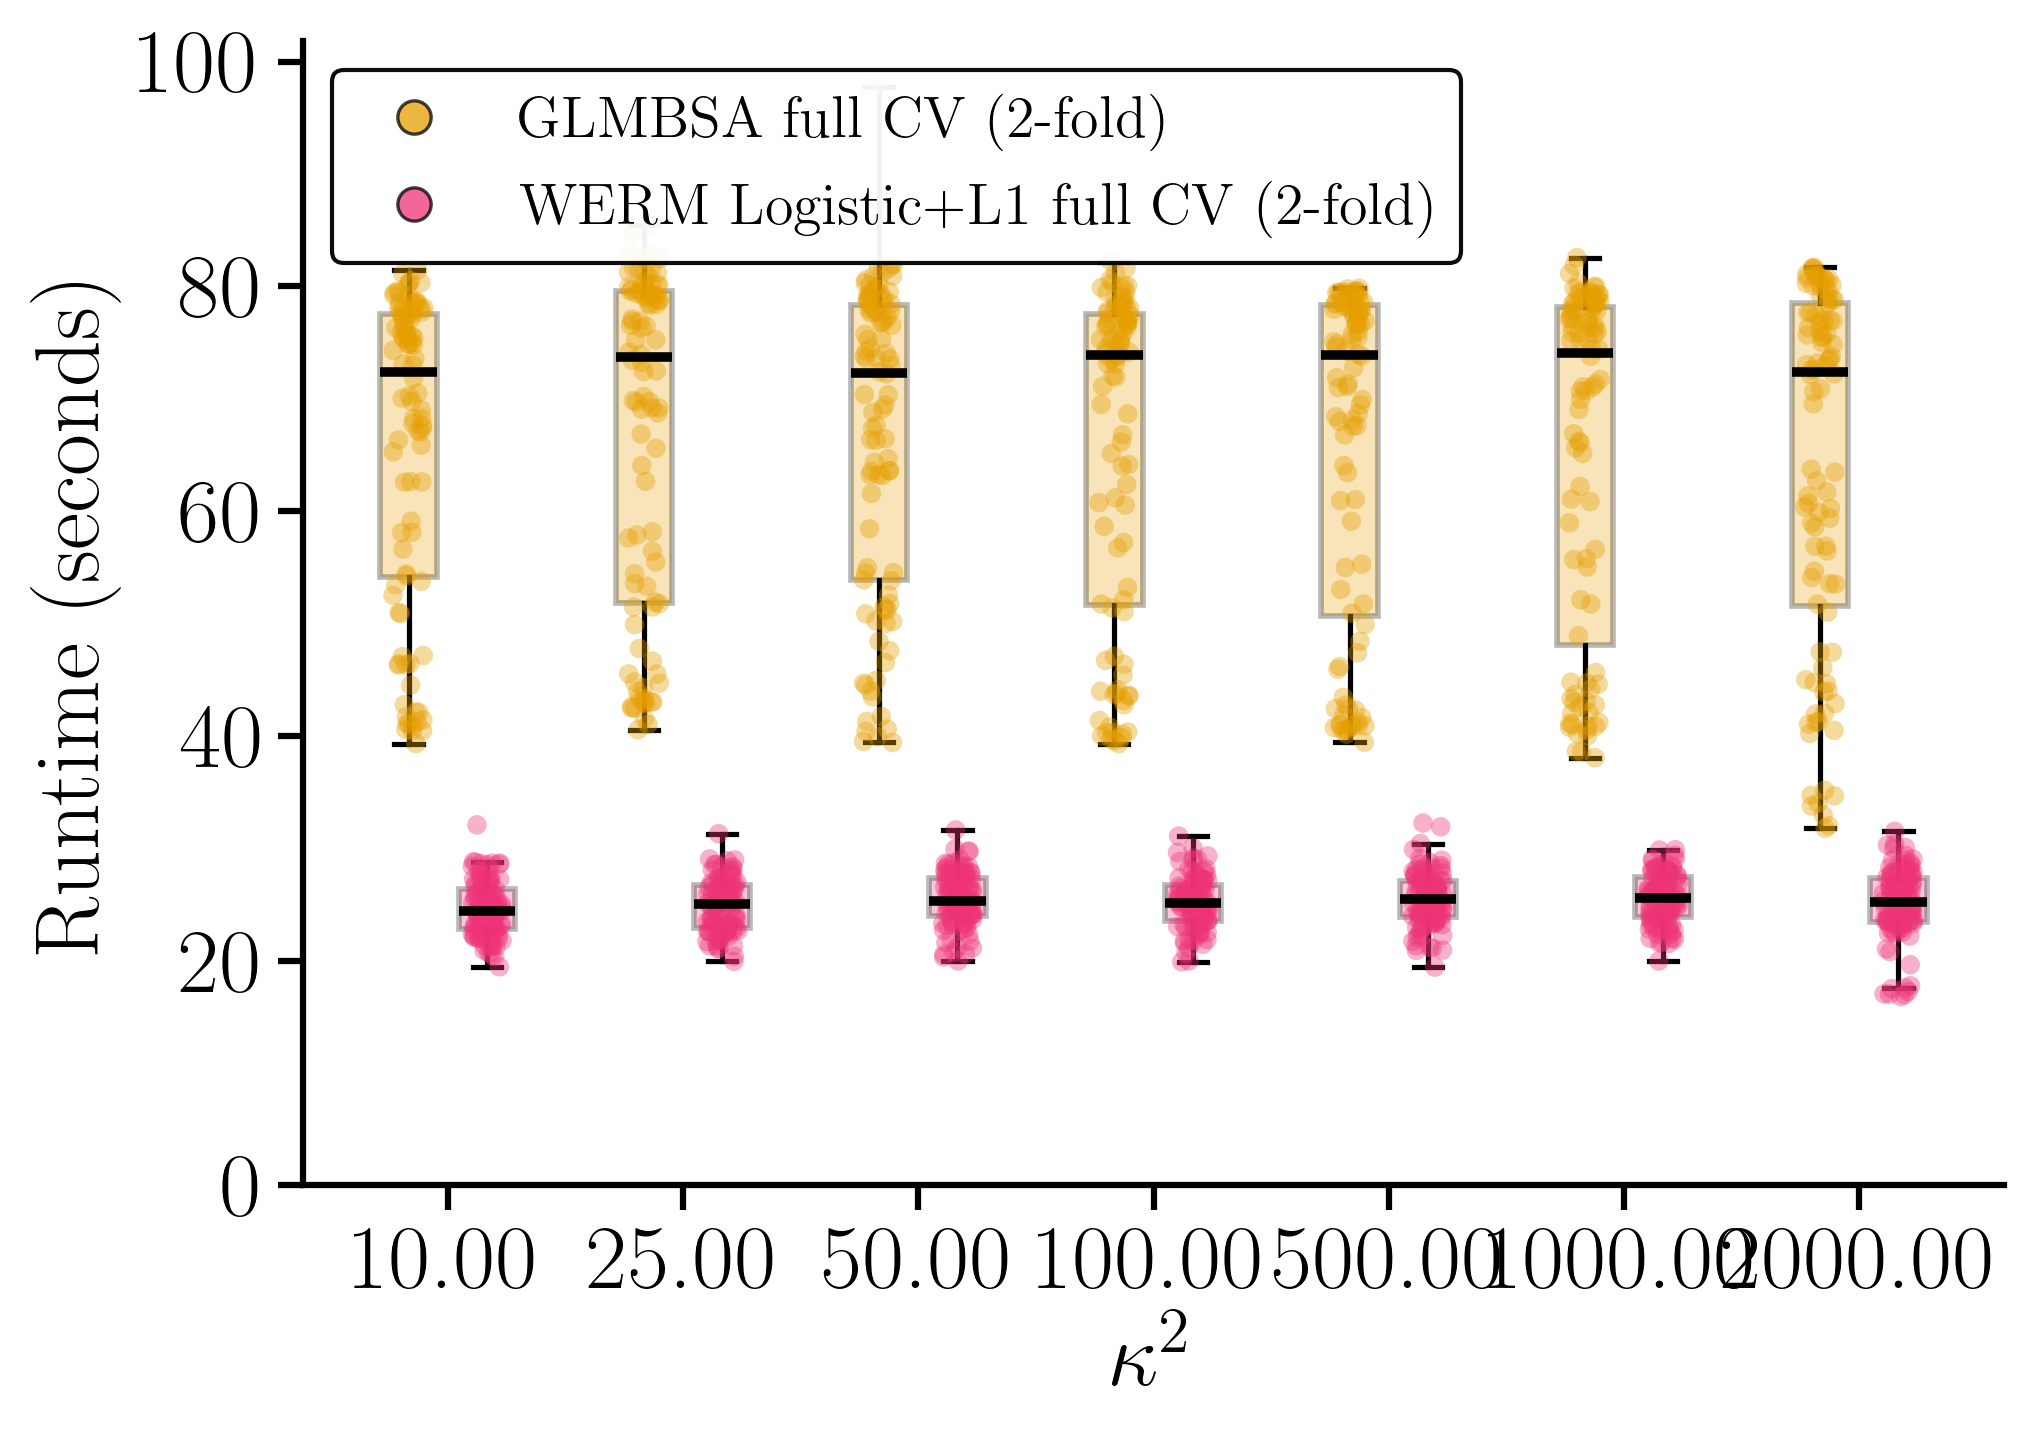 100
80
60
40
20
0
Runtime (seconds)
GLMBSA full CV (2-fold)
WERM Logistic+L1 full CV (2-fold)
10.00 25.00 50.00 100.00 500.00 1000.00 2000.00
κ²